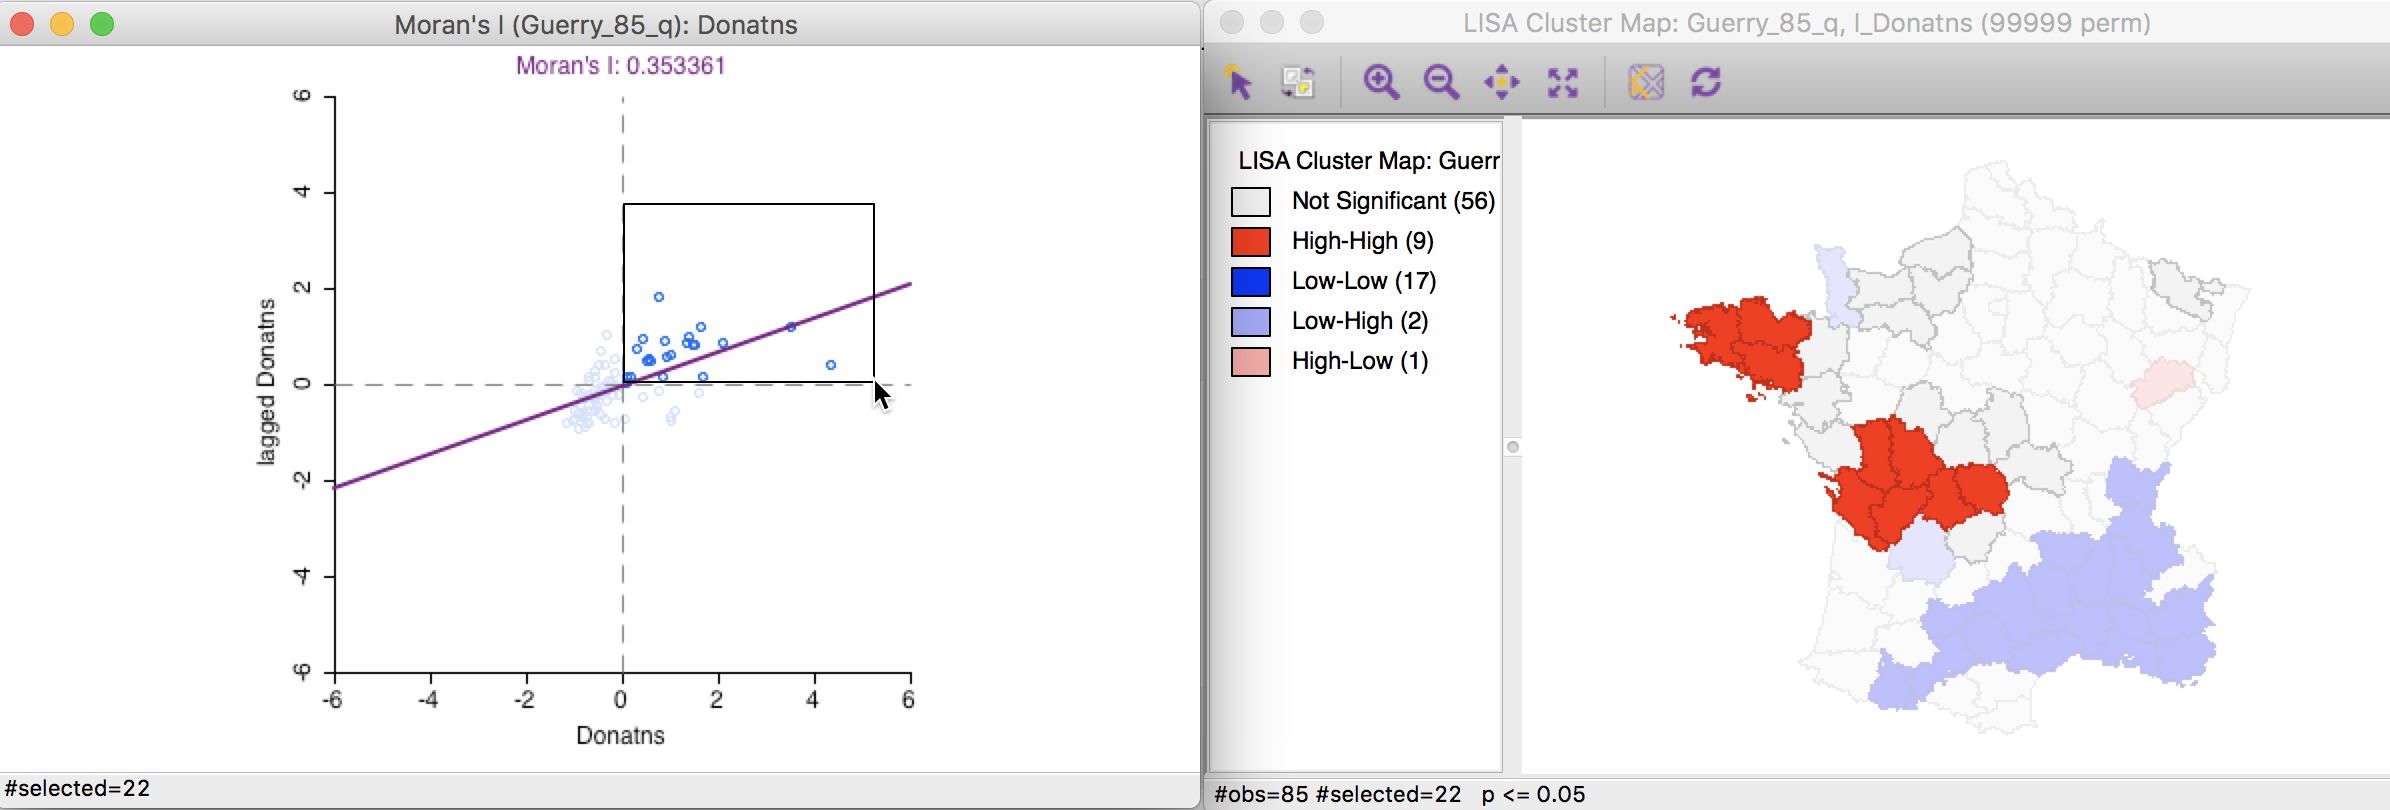 Moran's I (Guerry_85_q): Donatns
Moran's I: 0.353361
6
4
2
0
-2
-4
-6
lagged Donatns
-6 -4 -2 0 2 4 6
Donatns
#selected=22
LISA Cluster Map: Guerry_85_q, I_Donatns (99999 perm)
LISA Cluster Map: Guerr
Not Significant (56)
High-High (9)
Low-Low (17)
Low-High (2)
High-Low (1)
#obs=85 #selected=22 p <= 0.05